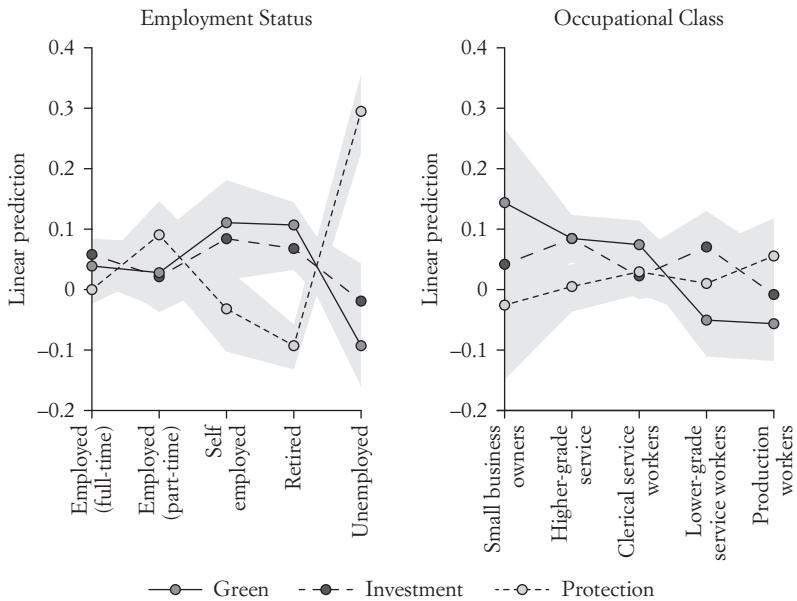 Employment Status
Occupational Class
Linear prediction
0.4
0.3
0.2
0.1
0
–0.1
–0.2
Employed
(full-time)
Employed
(part-time)
Self
employed
Retired
Unemployed
Linear prediction
0.4
0.3
0.2
0.1
0
–0.1
–0.2
Small business
owners
Higher-grade
service
Clerical service
workers
Lower-grade
service workers
Production
workers
Green
Investment
Protection